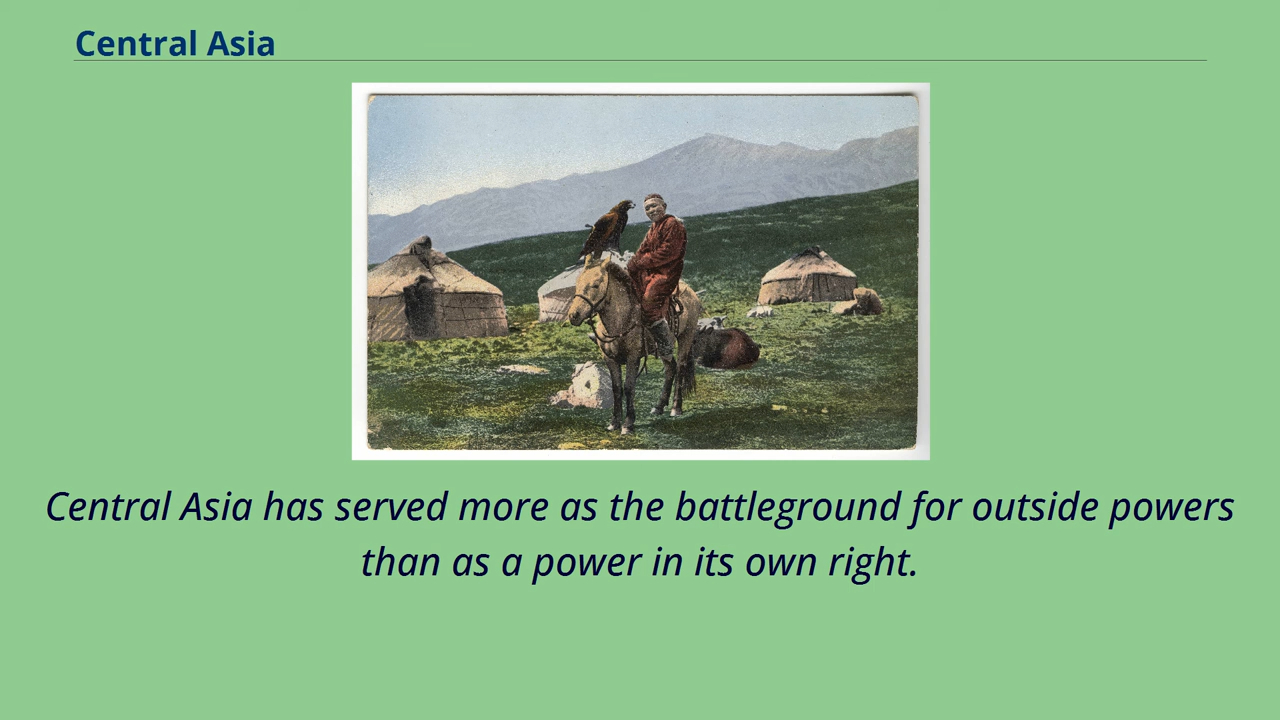 Central Asia
Central Asia has served more as the battleground for outside powers
than as a power in its own right.